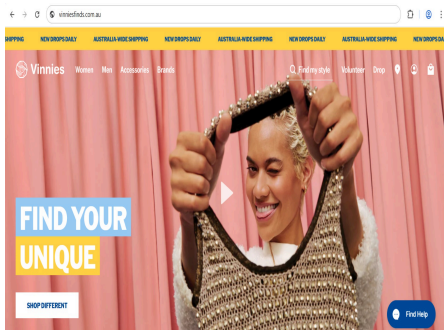 vinniesfinds.com.au
SHIPPING NEW DROPS DAILY AUSTRALIA-WIDE SHIPPING NEW DROPS DAILY AUSTRALIA-WIDE SHIPPING NEW DROPS DAILY AUSTRALIA-WIDE SHIPPING NEW DROPS DA
Vinnies Women Men Accessories Brands Find my style Volunteer Drop
FIND YOUR
UNIQUE
SHOP DIFFERENT
Find Help